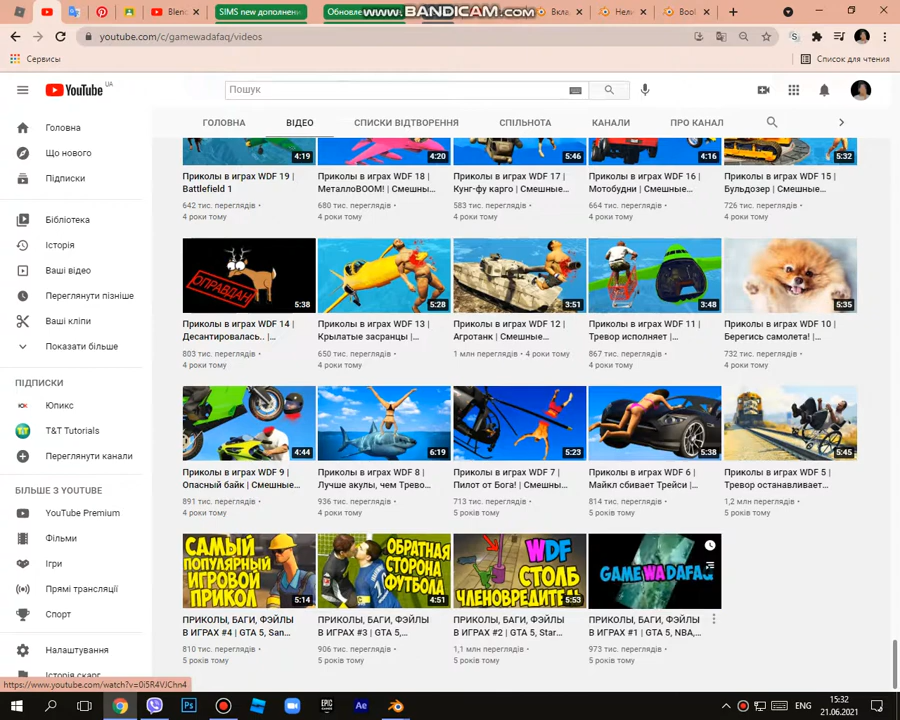 Blen
SIMS new дополнени
Обновле
WWW.BANDICAM.COM
Вкла
Нели
Bool
youtube.com/c/gamewadafaq/videos
Сервисы
Список для чтения
YouTube UA
Пошук
ГОЛОВНА
ВІДЕО
СПИСКИ ВІДТВОРЕННЯ
СПІЛЬНОТА
КАНАЛИ
ПРО КАНАЛ
Головна
Що нового
Підписки
Бібліотека
Історія
Ваші відео
Переглянути пізніше
Ваші кліпи
Показати більше
ПІДПИСКИ
Юпикс
T&T Tutorials
Переглянути канали
БІЛЬШЕ З YOUTUBE
YouTube Premium
Фільми
Ігри
Прямі трансляції
Спорт
Налаштування
Історія скарг
4:19
4:20
5:46
4:16
5:32
Приколы в играх WDF 19 |
Battlefield 1
642 тис. переглядів •
4 роки тому
Приколы в играх WDF 18 |
МеталлоBOOM! | Смешны...
680 тис. переглядів •
4 роки тому
Приколы в играх WDF 17 |
Кунг-фу карго | Смешные...
583 тис. переглядів •
4 роки тому
Приколы в играх WDF 16 |
Мотобудни | Смешные...
664 тис. переглядів •
4 роки тому
Приколы в играх WDF 15 |
Бульдозер | Смешные...
726 тис. переглядів •
4 роки тому
ОПРАВДАН
5:38
5:28
3:51
3:48
5:35
Приколы в играх WDF 14 |
Десантировалась.. |...
803 тис. переглядів •
4 роки тому
Приколы в играх WDF 13 |
Крылатые засранцы |...
650 тис. переглядів •
4 роки тому
Приколы в играх WDF 12 |
Агротанк | Смешные...
1 млн переглядів • 4 роки тому
Приколы в играх WDF 11 |
Тревор исполняет |...
867 тис. переглядів •
4 роки тому
Приколы в играх WDF 10 |
Берегись самолета! |...
732 тис. переглядів •
4 роки тому
4:44
6:19
5:23
5:38
5:45
Приколы в играх WDF 9 |
Опасный байк | Смешные...
891 тис. переглядів •
4 роки тому
Приколы в играх WDF 8 |
Лучше акулы, чем Трево...
936 тис. переглядів •
4 роки тому
Приколы в играх WDF 7 |
Пилот от Бога! | Смешны...
713 тис. переглядів •
5 років тому
Приколы в играх WDF 6 |
Майкл сбивает Трейси |...
814 тис. переглядів •
5 років тому
Приколы в играх WDF 5 |
Тревор останавливает...
1,2 млн переглядів •
5 років тому
САМЫЙ
ПОПУЛЯРНЫЙ
ИГРОВОЙ
ПРИКОЛ
5:14
ОБРАТНАЯ
СТОРОНА
ФУТБОЛА
4:51
WDF
СТОЛБ
ЧЛЕНОВРЕДИТЕЛЬ
5:53
GAMEWADAFAQ
ПРИКОЛЫ, БАГИ, ФЭЙЛЫ
В ИГРАХ #4 | GTA 5, San...
810 тис. переглядів •
5 років тому
ПРИКОЛЫ, БАГИ, ФЭЙЛЫ
В ИГРАХ #3 | GTA 5,...
906 тис. переглядів •
5 років тому
ПРИКОЛЫ, БАГИ, ФЭЙЛЫ
В ИГРАХ #2 | GTA 5, Star...
1,1 млн переглядів •
5 років тому
ПРИКОЛЫ, БАГИ, ФЭЙЛЫ
В ИГРАХ #1 | GTA 5, NBA,...
973 тис. переглядів •
5 років тому
https://www.youtube.com/watch?v=0i5R4VJChn4
Ps
EPIC
GAMES
Ae
ENG
15:32
21.06.2021